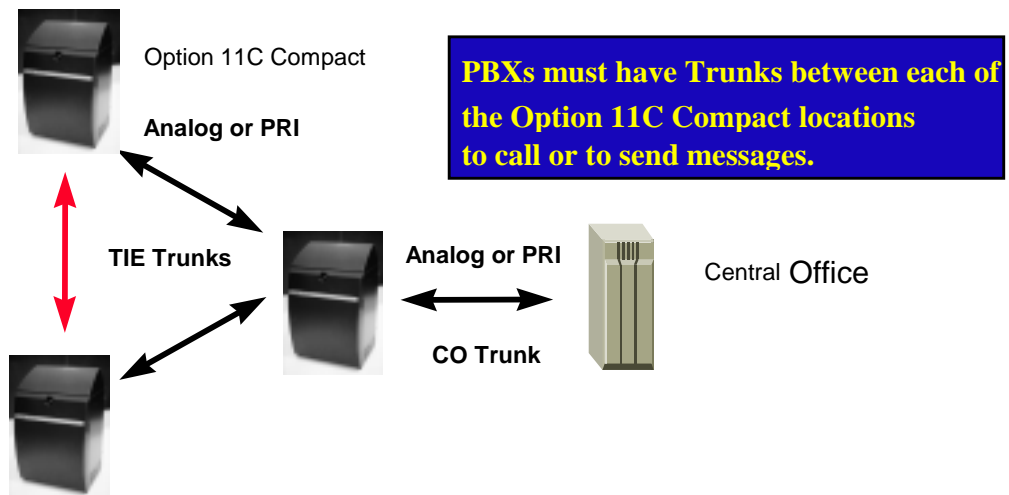 Option 11C Compact
PBXs must have Trunks between each of
the Option 11C Compact locations
to call or to send messages.
Analog or PRI
TIE Trunks
Analog or PRI
Central Office
CO Trunk